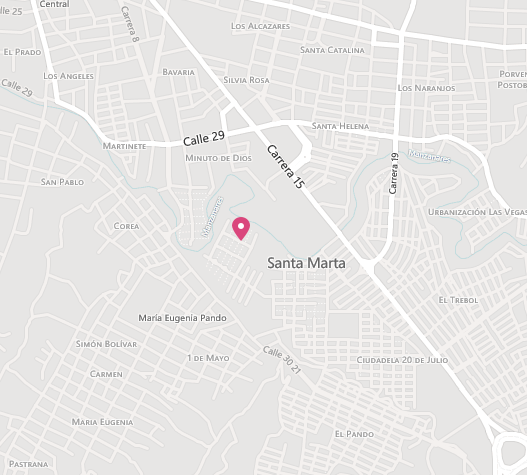 Central
lle 25
Carrera 8
LOS ALCAZARES
EL PRADO
SANTA CATALINA
LOS ANGELES
BAVARIA
SILVIA ROSA
PORVEN
POSTOB
LOS NARANJOS
Calle 29
SANTA HELENA
Calle 29
MARTINETE
MINUTO DE DIOS
Manzanares
Carrera 15
Carrera 19
SAN PABLO
Manzanares
URBANIZACIÓN LAS VEGAS
COREA
Santa Marta
EL TREBOL
María Eugenia Pando
SIMÓN BOLÍVAR
1 DE MAYO
Calle 30 21
CIUDADELA 20 DE JULIO
CARMEN
MARIA EUGENIA
EL PANDO
PASTRANA